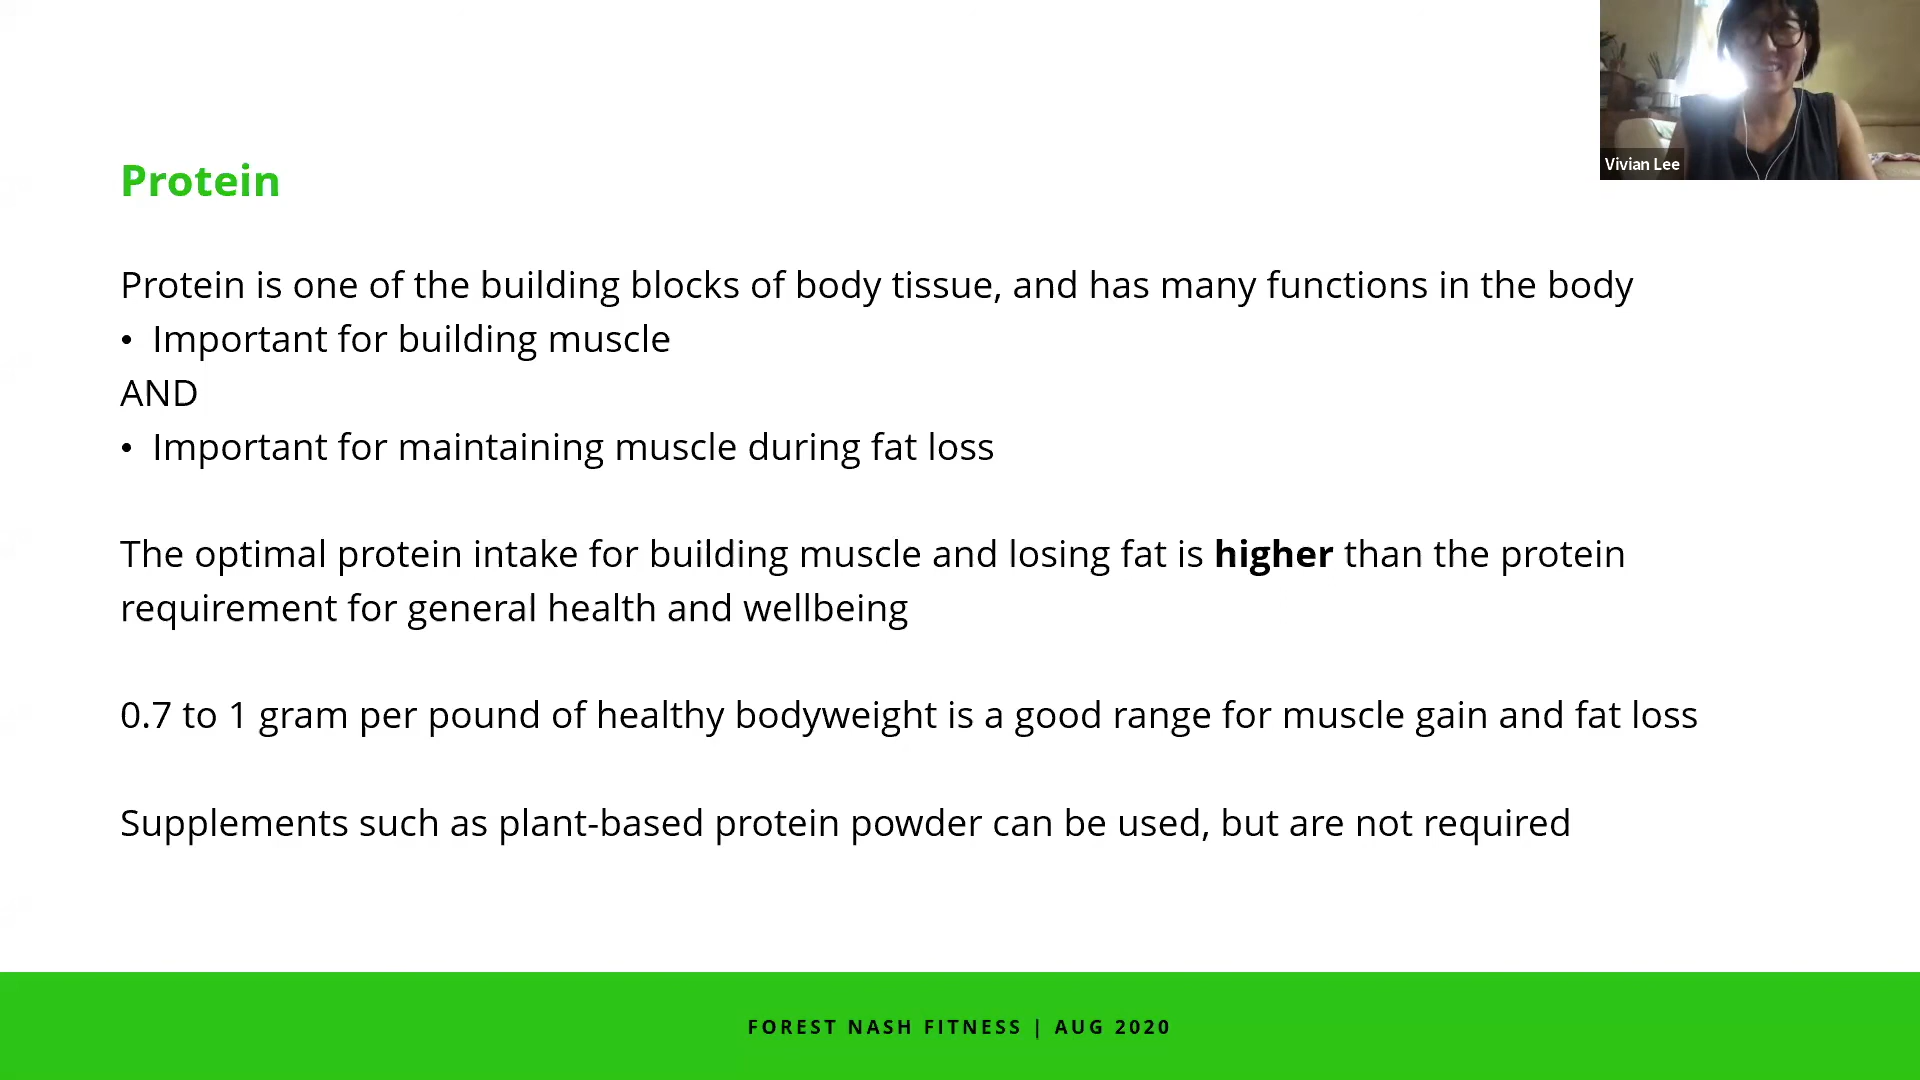 Vivian Lee
Protein
Protein is one of the building blocks of body tissue, and has many functions in the body
• Important for building muscle
AND
• Important for maintaining muscle during fat loss
The optimal protein intake for building muscle and losing fat is higher than the protein
requirement for general health and wellbeing
0.7 to 1 gram per pound of healthy bodyweight is a good range for muscle gain and fat loss
Supplements such as plant-based protein powder can be used, but are not required
FOREST NASH FITNESS | AUG 2020